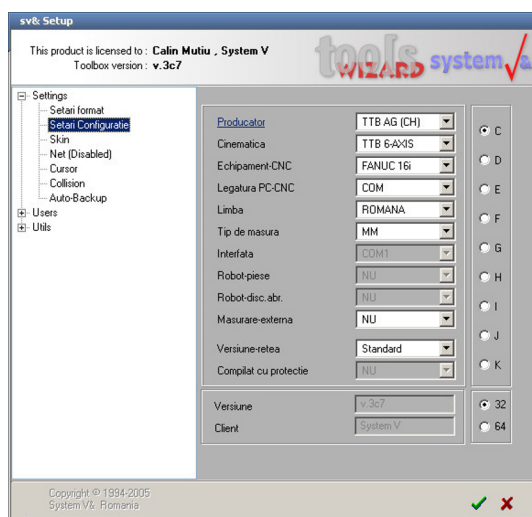 sv& Setup
This product is licensed to : Calin Mutiu , System V
Toolbox version : v.3c7
tools WIZARD system √&
Settings
Setari format
Setari Configuratie
Skin
Net (Disabled)
Cursor
Collision
Auto-Backup
Users
Utils
Producator TTB AG (CH)
Cinematica TTB 6-AXIS
Echipament-CNC FANUC 16i
Legatura PC-CNC COM
Limba ROMANA
Tip de masura MM
Interfata COM1
Robot-piese NU
Robot-disc.abr. NU
Masurare-externa NU
Versiune-retea Standard
Compilat cu protectie NU
C
D
E
F
G
H
I
J
K
Versiune v.3c7
Client System V
32
64
Copyright © 1994-2005
System V& Romania